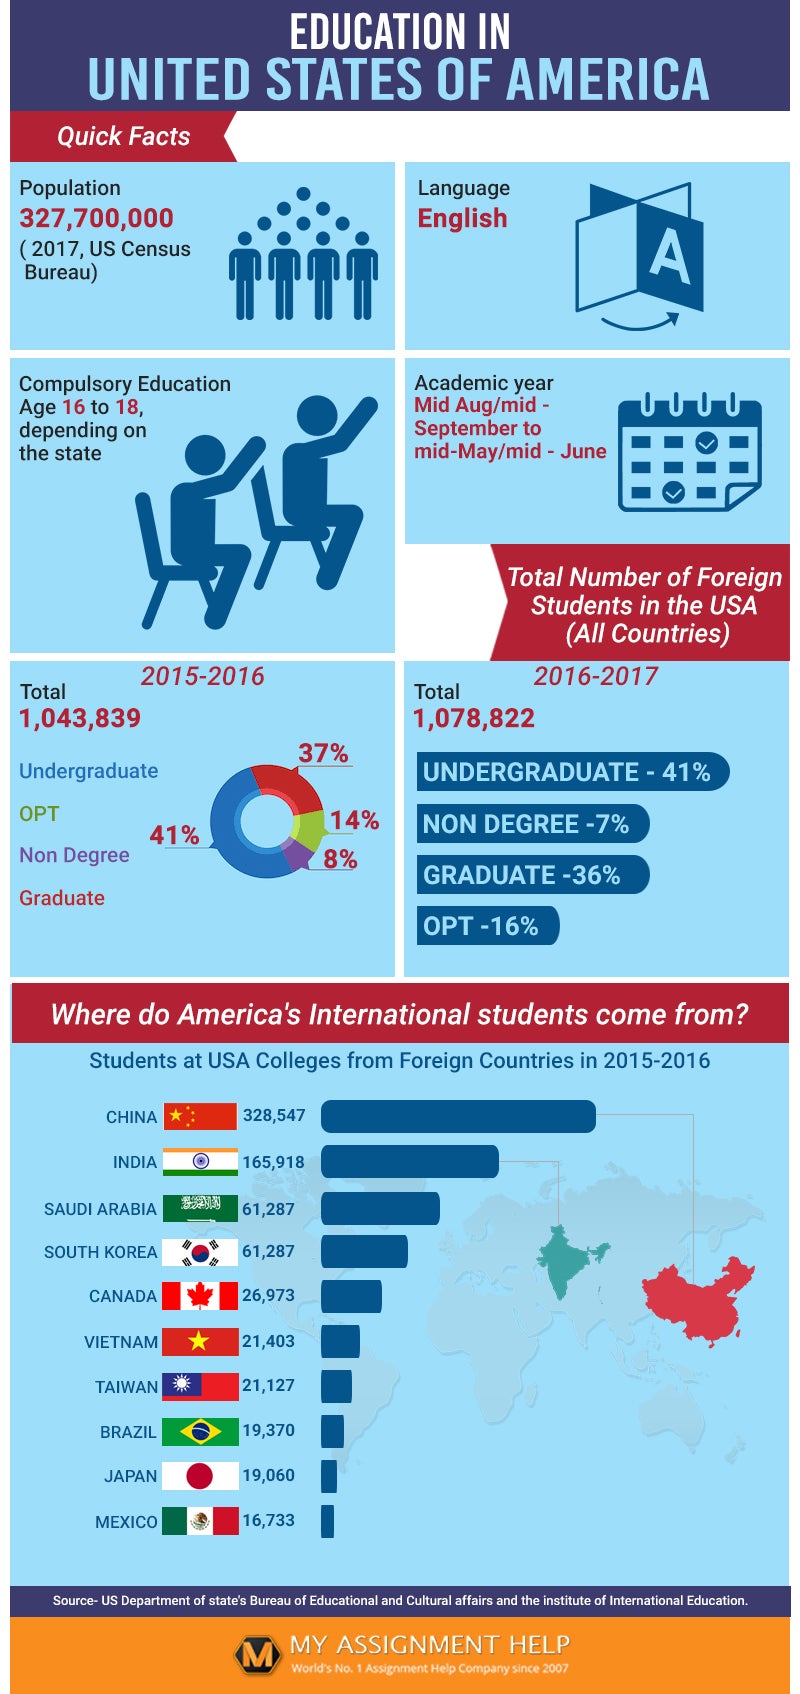 EDUCATION IN
UNITED STATES OF AMERICA
Quick Facts
Population
327,700,000
( 2017, US Census
Bureau)
Language
English
A
Compulsory Education
Age 16 to 18,
depending on
the state
Academic year
Mid Aug/mid -
September to
mid-May/mid - June
Total Number of Foreign
Students in the USA
(All Countries)
2015-2016
Total
1,043,839
Undergraduate
OPT
Non Degree
Graduate
37%
14%
41%
8%
2016-2017
Total
1,078,822
UNDERGRADUATE - 41%
NON DEGREE -7%
GRADUATE -36%
OPT -16%
Where do America's International students come from?
Students at USA Colleges from Foreign Countries in 2015-2016
CHINA 328,547
INDIA 165,918
SAUDI ARABIA 61,287
SOUTH KOREA 61,287
CANADA 26,973
VIETNAM 21,403
TAIWAN 21,127
BRAZIL 19,370
JAPAN 19,060
MEXICO 16,733
Source- US Department of state's Bureau of Educational and Cultural affairs and the institute of International Education.
M MY ASSIGNMENT HELP
World's No. 1 Assignment Help Company since 2007